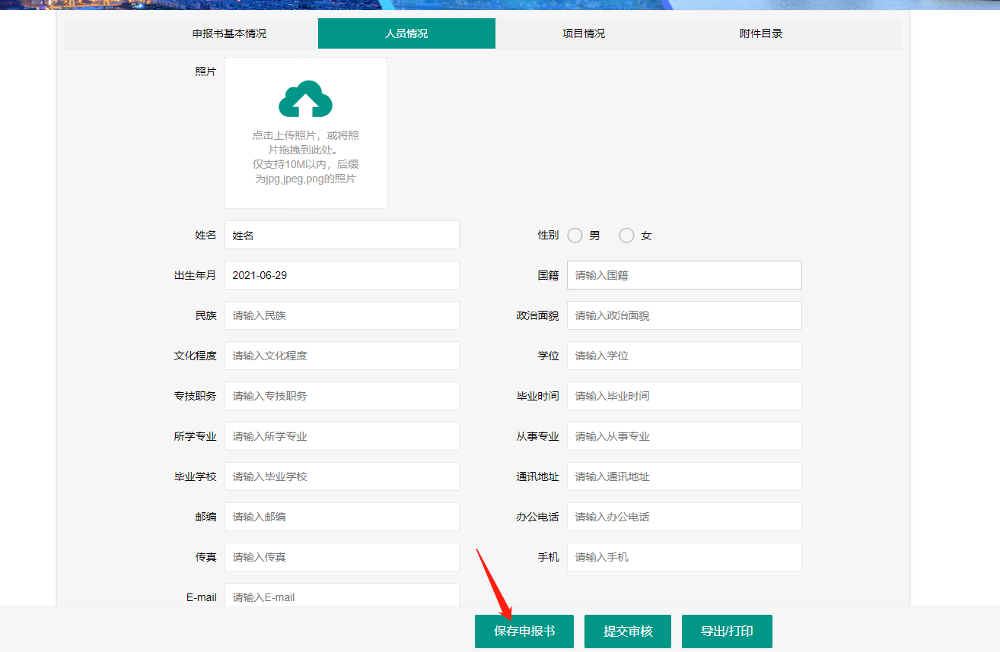 申报书基本情况 人员情况 项目情况 附件目录
照片
点击上传照片，或将照
片拖拽到此处。
仅支持10M以内，后缀
为jpg,jpeg,png的照片
姓名 姓名 性别 男 女
出生年月 2021-06-29 国籍 请输入国籍
民族 请输入民族 政治面貌 请输入政治面貌
文化程度 请输入文化程度 学位 请输入学位
专技职务 请输入专技职务 毕业时间 请输入毕业时间
所学专业 请输入所学专业 从事专业 请输入从事专业
毕业学校 请输入毕业学校 通讯地址 请输入通讯地址
邮编 请输入邮编 办公电话 请输入办公电话
传真 请输入传真 手机 请输入手机
E-mail 请输入E-mail
保存申报书 提交审核 导出/打印